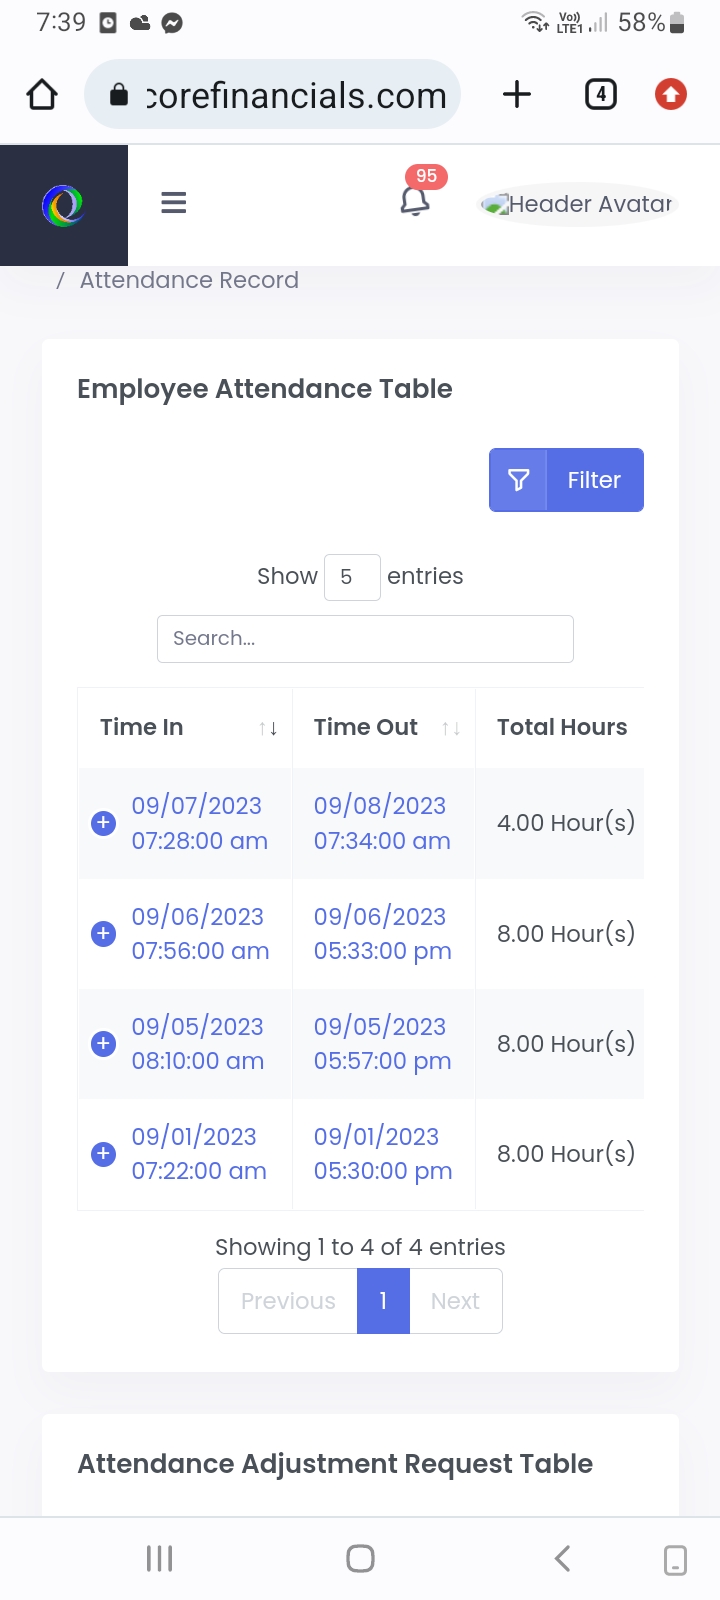 7:39
Vo)) LTE1 58%
corefinancials.com
4
95
Header Avatar
/ Attendance Record
Employee Attendance Table
Filter
Show 5 entries
Search...
Time In ↑↓ Time Out ↑↓ Total Hours
09/07/2023 09/08/2023
07:28:00 am 07:34:00 am 4.00 Hour(s)
09/06/2023 09/06/2023
07:56:00 am 05:33:00 pm 8.00 Hour(s)
09/05/2023 09/05/2023
08:10:00 am 05:57:00 pm 8.00 Hour(s)
09/01/2023 09/01/2023
07:22:00 am 05:30:00 pm 8.00 Hour(s)
Showing 1 to 4 of 4 entries
Previous 1 Next
Attendance Adjustment Request Table